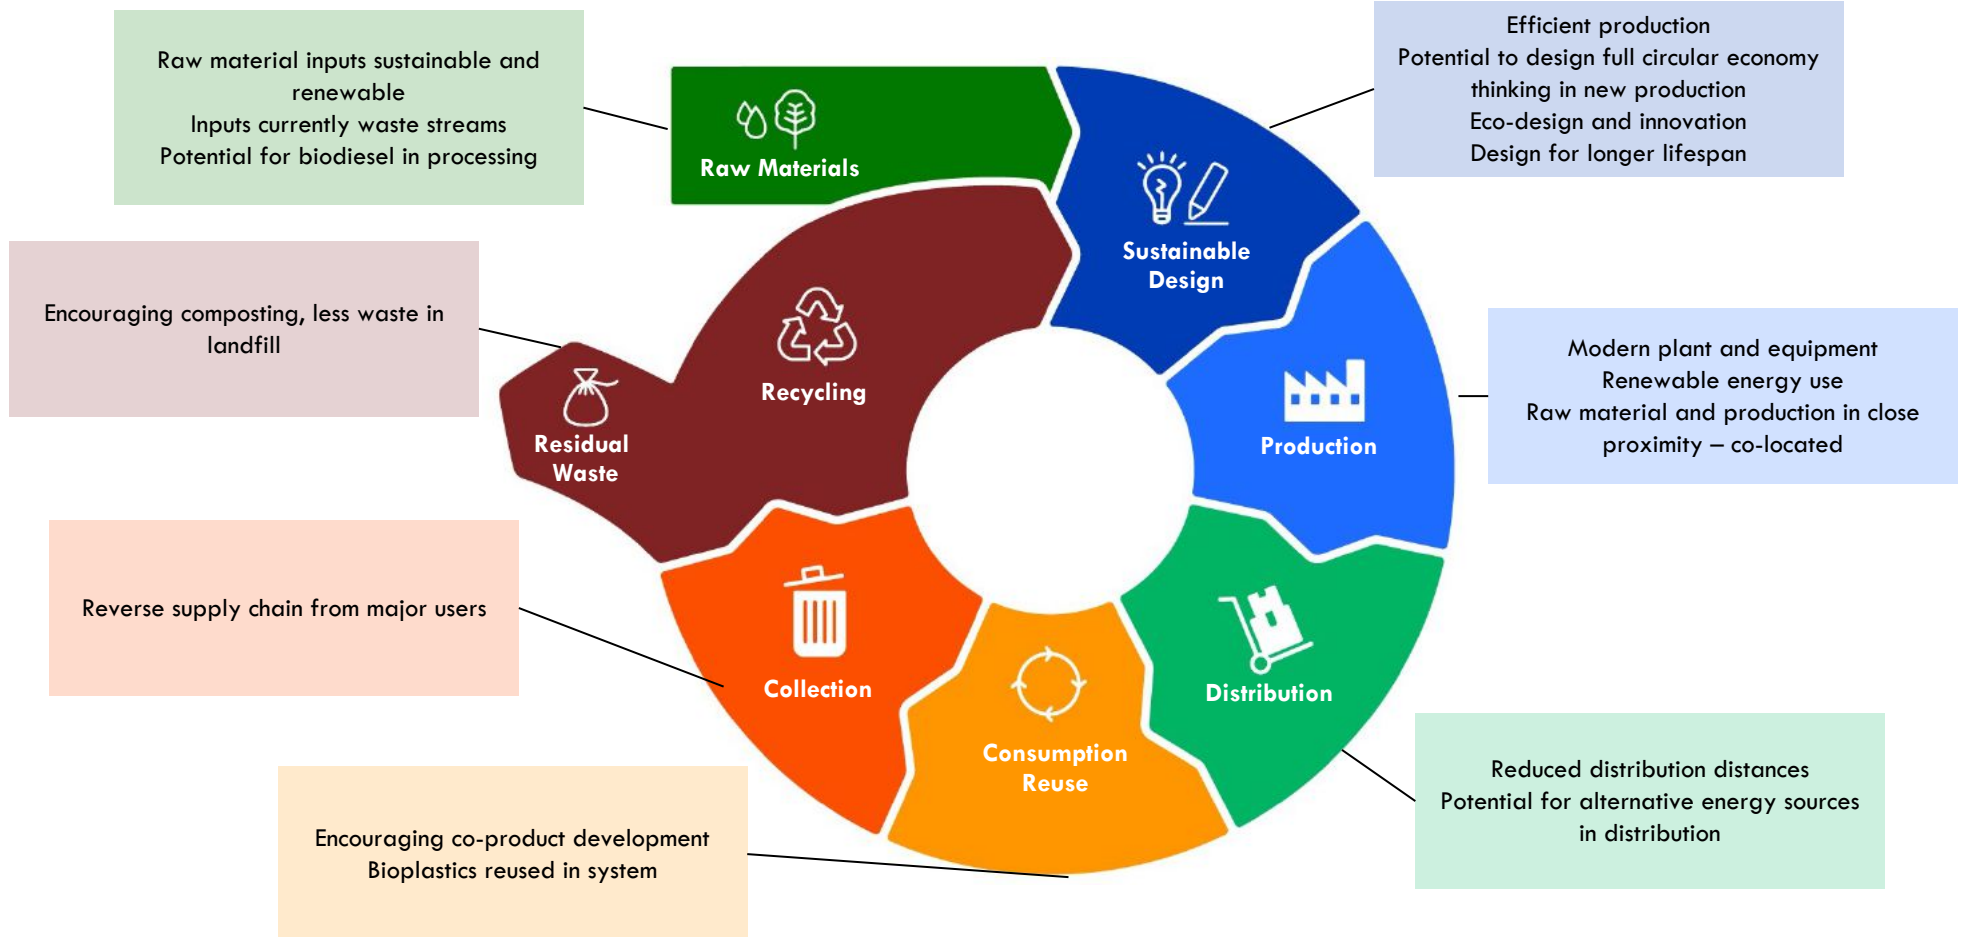 Raw material inputs sustainable and
renewable
Inputs currently waste streams
Potential for biodiesel in processing
Raw Materials
Efficient production
Potential to design full circular economy
thinking in new production
Eco-design and innovation
Design for longer lifespan
Sustainable
Design
Encouraging composting, less waste in
landfill
Recycling
Residual
Waste
Production
Modern plant and equipment
Renewable energy use
Raw material and production in close
proximity – co-located
Reverse supply chain from major users
Collection
Consumption
Reuse
Distribution
Reduced distribution distances
Potential for alternative energy sources
in distribution
Encouraging co-product development
Bioplastics reused in system